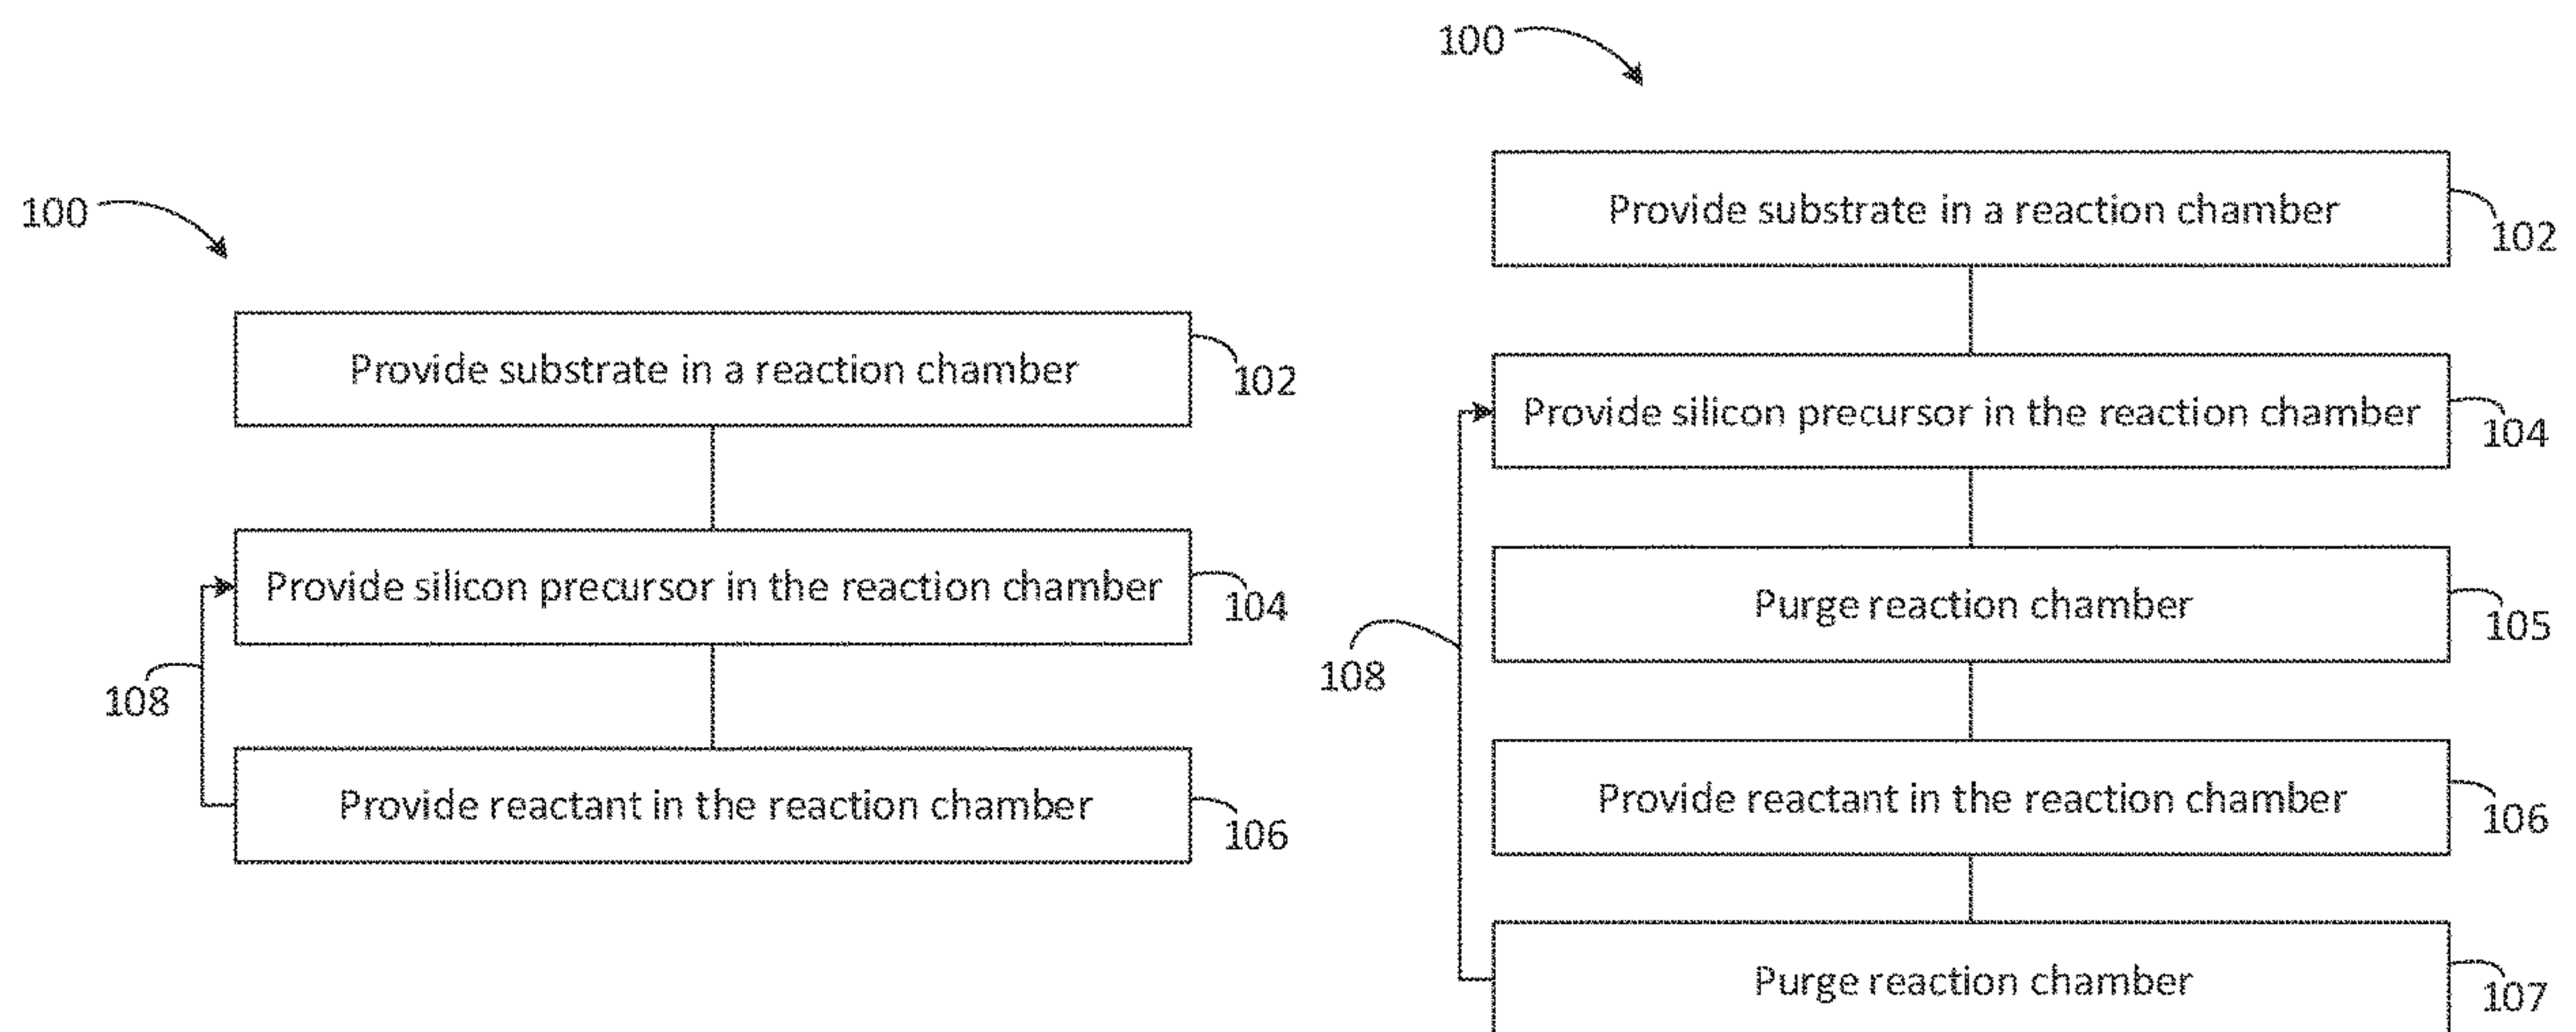 100
Provide substrate in a reaction chamber
102
Provide silicon precursor in the reaction chamber
104
108
Provide reactant in the reaction chamber
106
100
Provide substrate in a reaction chamber
102
Provide silicon precursor in the reaction chamber
104
Purge reaction chamber
105
108
Provide reactant in the reaction chamber
106
Purge reaction chamber
107